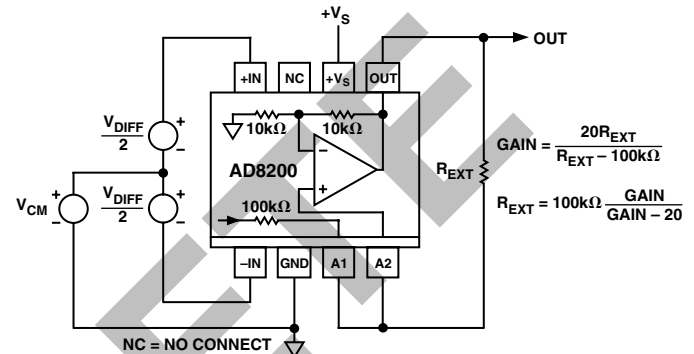 +VS
OUT
+IN NC +VS OUT
10kΩ 10kΩ
VDIFF
2
AD8200
–
+
GAIN = 20REXT
REXT – 100kΩ
REXT
REXT = 100kΩ GAIN
GAIN – 20
VCM
VDIFF
2
100kΩ
–IN GND A1 A2
NC = NO CONNECT
ETE